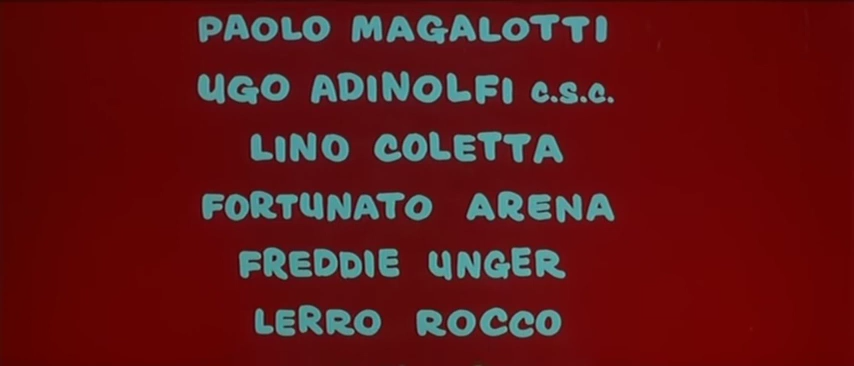 PAOLO MAGALOTTI
UGO ADINOLFI c.s.c.
LINO COLETTA
FORTUNATO ARENA
FREDDIE UNGER
LERRO ROCCO